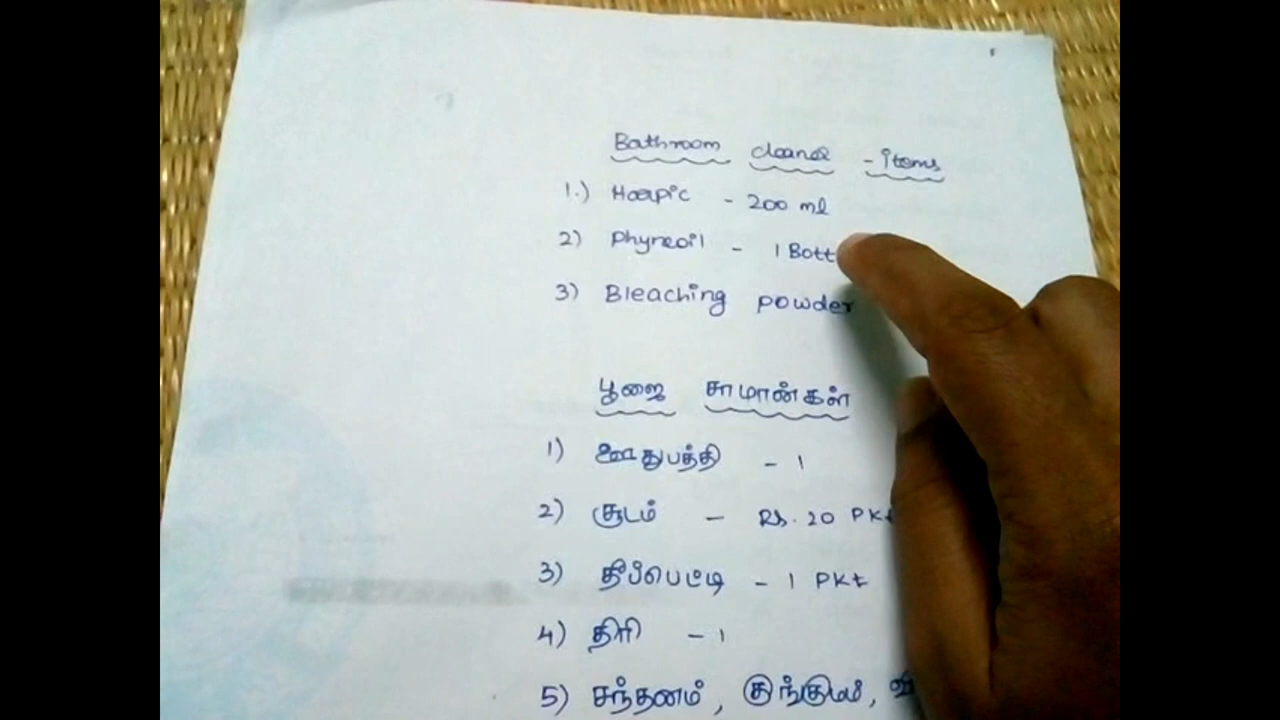 Bathroom cleaner - items
1.) Harpic - 200 ml
2) Phyneoil - 1 Bott
3) Bleaching powder
பூஜை சாமான்கள்
1) ஊதுபத்தி - 1
2) சூடம் - Rs. 20 PKt
3) தீப்பெட்டி - 1 PKt
4) திரி - 1
5) சந்தனம், குங்குமம்,